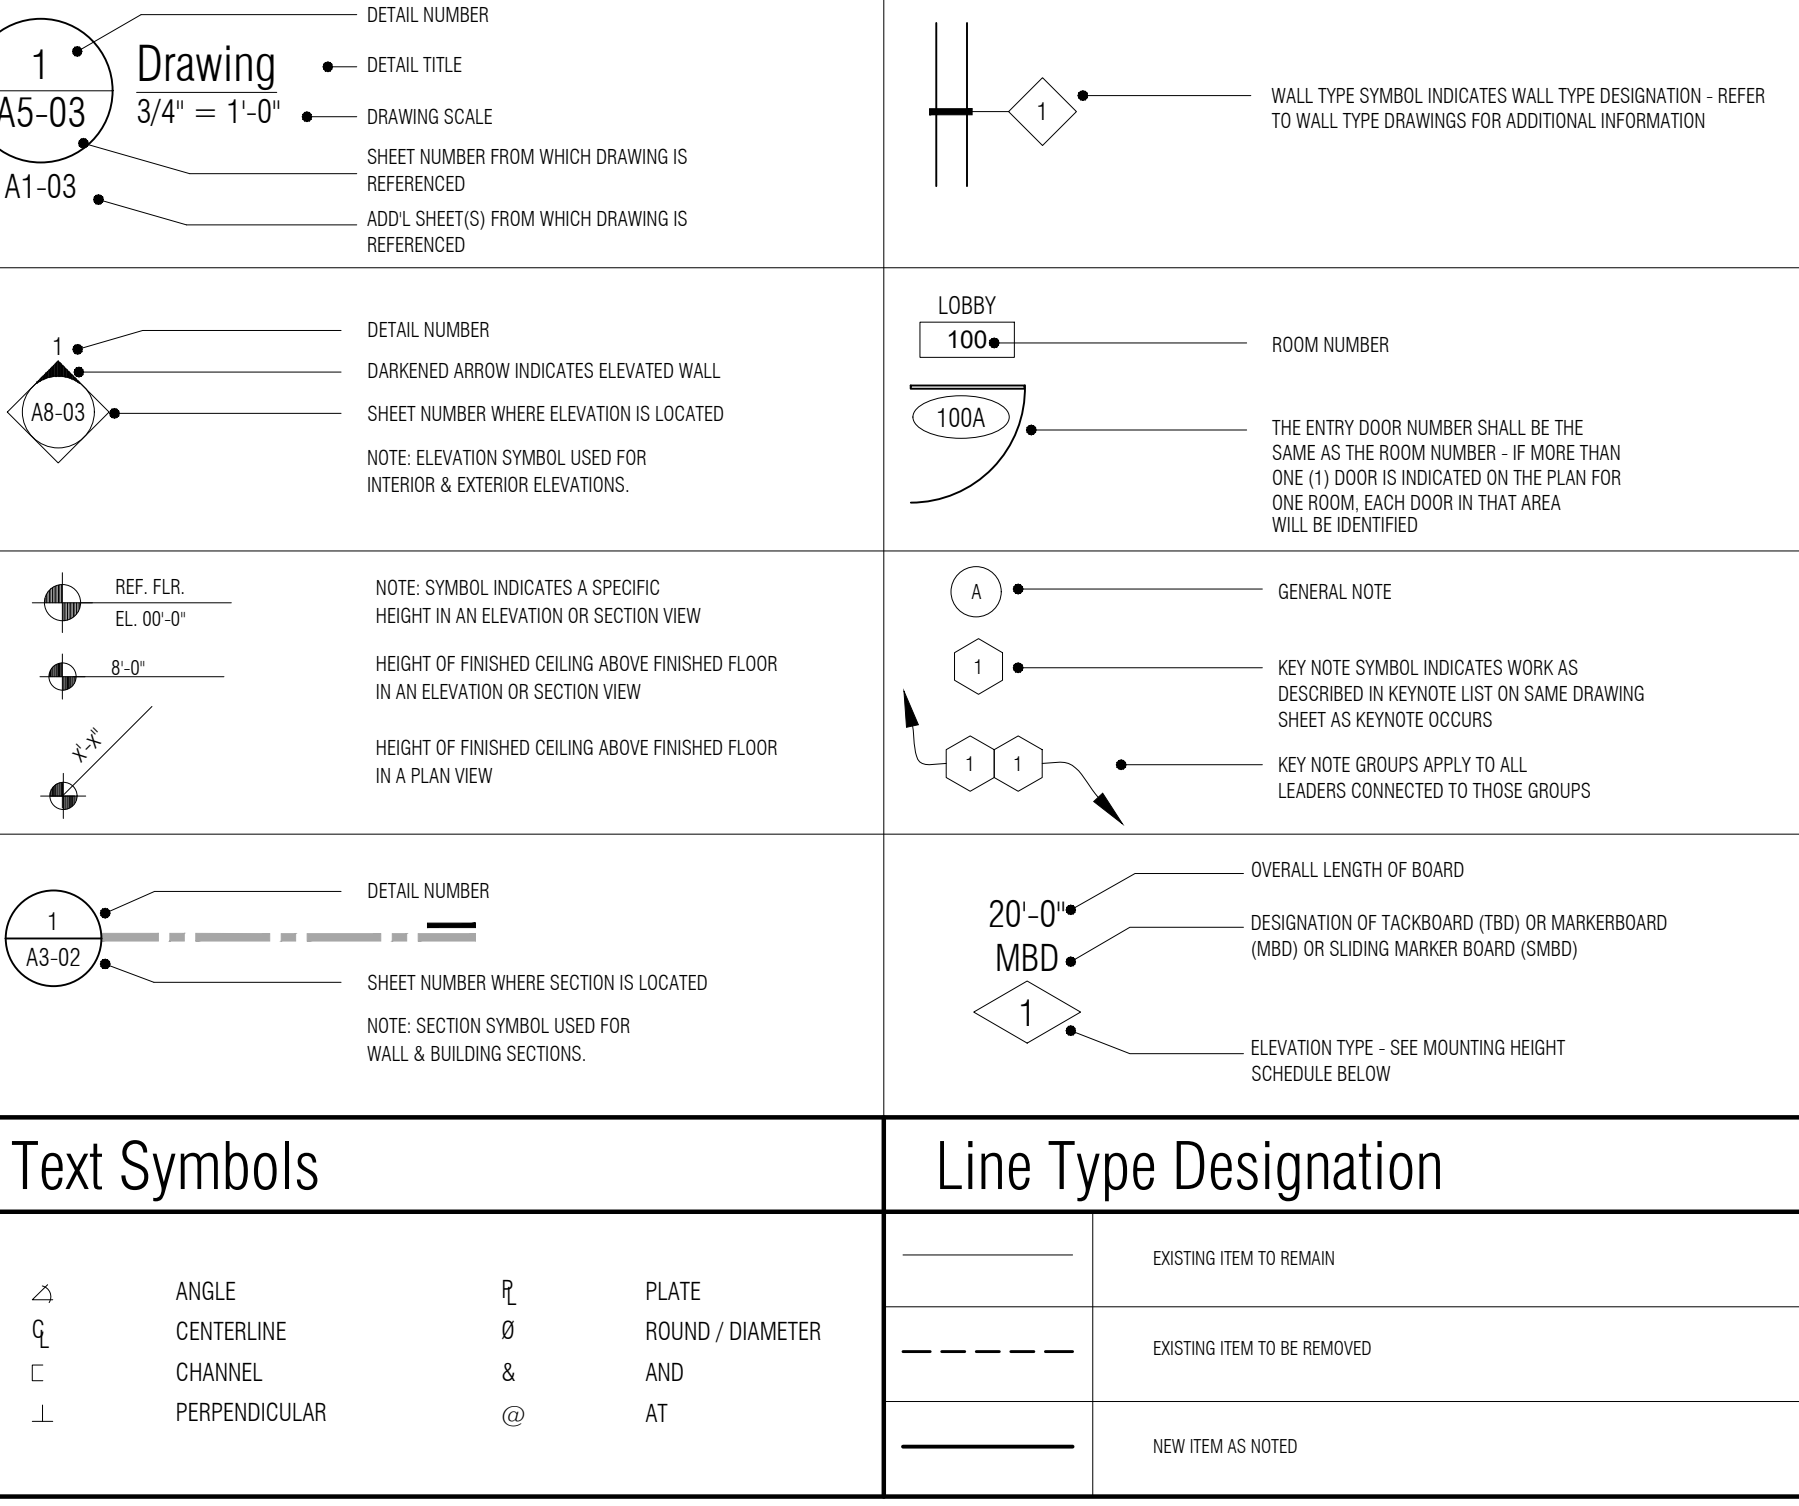 1
A5-03
A1-03
Drawing
3/4" = 1'-0"
DETAIL NUMBER
DETAIL TITLE
DRAWING SCALE
SHEET NUMBER FROM WHICH DRAWING IS
REFERENCED
ADD'L SHEET(S) FROM WHICH DRAWING IS
REFERENCED
1
WALL TYPE SYMBOL INDICATES WALL TYPE DESIGNATION - REFER
TO WALL TYPE DRAWINGS FOR ADDITIONAL INFORMATION
1
A8-03
DETAIL NUMBER
DARKENED ARROW INDICATES ELEVATED WALL
SHEET NUMBER WHERE ELEVATION IS LOCATED
NOTE: ELEVATION SYMBOL USED FOR
INTERIOR & EXTERIOR ELEVATIONS.
LOBBY
100
ROOM NUMBER
100A
THE ENTRY DOOR NUMBER SHALL BE THE
SAME AS THE ROOM NUMBER - IF MORE THAN
ONE (1) DOOR IS INDICATED ON THE PLAN FOR
ONE ROOM, EACH DOOR IN THAT AREA
WILL BE IDENTIFIED
REF. FLR.
EL. 00'-0"
NOTE: SYMBOL INDICATES A SPECIFIC
HEIGHT IN AN ELEVATION OR SECTION VIEW
8'-0"
HEIGHT OF FINISHED CEILING ABOVE FINISHED FLOOR
IN AN ELEVATION OR SECTION VIEW
X'-X"
HEIGHT OF FINISHED CEILING ABOVE FINISHED FLOOR
IN A PLAN VIEW
A
GENERAL NOTE
1
KEY NOTE SYMBOL INDICATES WORK AS
DESCRIBED IN KEYNOTE LIST ON SAME DRAWING
SHEET AS KEYNOTE OCCURS
1 1
KEY NOTE GROUPS APPLY TO ALL
LEADERS CONNECTED TO THOSE GROUPS
1
A3-02
DETAIL NUMBER
SHEET NUMBER WHERE SECTION IS LOCATED
NOTE: SECTION SYMBOL USED FOR
WALL & BUILDING SECTIONS.
20'-0"
MBD
1
OVERALL LENGTH OF BOARD
DESIGNATION OF TACKBOARD (TBD) OR MARKERBOARD
(MBD) OR SLIDING MARKER BOARD (SMBD)
ELEVATION TYPE - SEE MOUNTING HEIGHT
SCHEDULE BELOW
Text Symbols
∡ ANGLE
℄ CENTERLINE
⊏ CHANNEL
⊥ PERPENDICULAR
PL PLATE
Ø ROUND / DIAMETER
& AND
@ AT
Line Type Designation
EXISTING ITEM TO REMAIN
EXISTING ITEM TO BE REMOVED
NEW ITEM AS NOTED